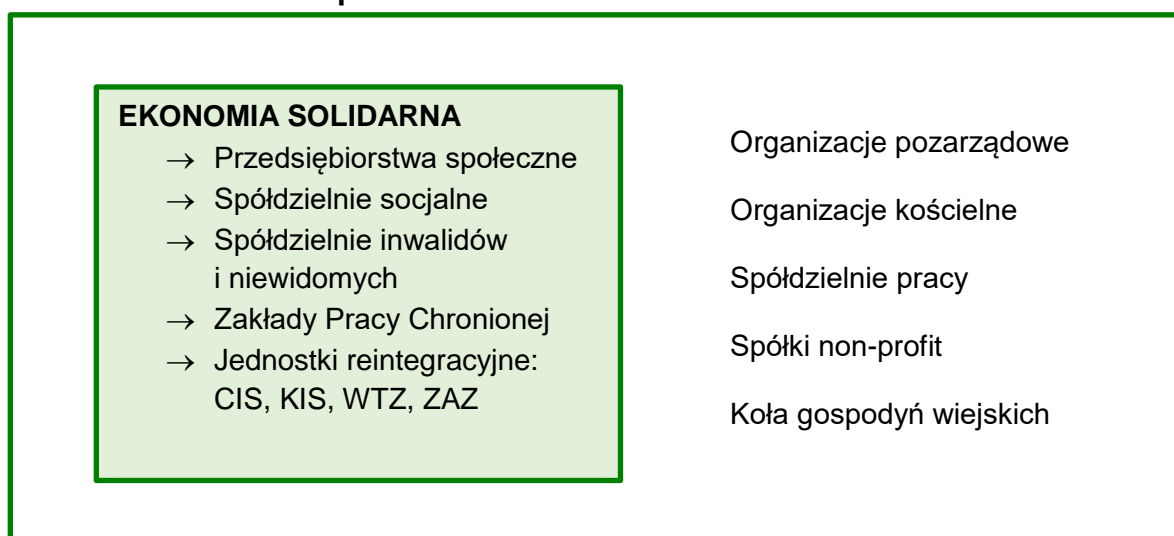 EKONOMIA SOLIDARNA
→ Przedsiębiorstwa społeczne
→ Spółdzielnie socjalne
→ Spółdzielnie inwalidów
i niewidomych
→ Zakłady Pracy Chronionej
→ Jednostki reintegracyjne:
CIS, KIS, WTZ, ZAZ
Organizacje pozarządowe
Organizacje kościelne
Spółdzielnie pracy
Spółki non-profit
Koła gospodyń wiejskich